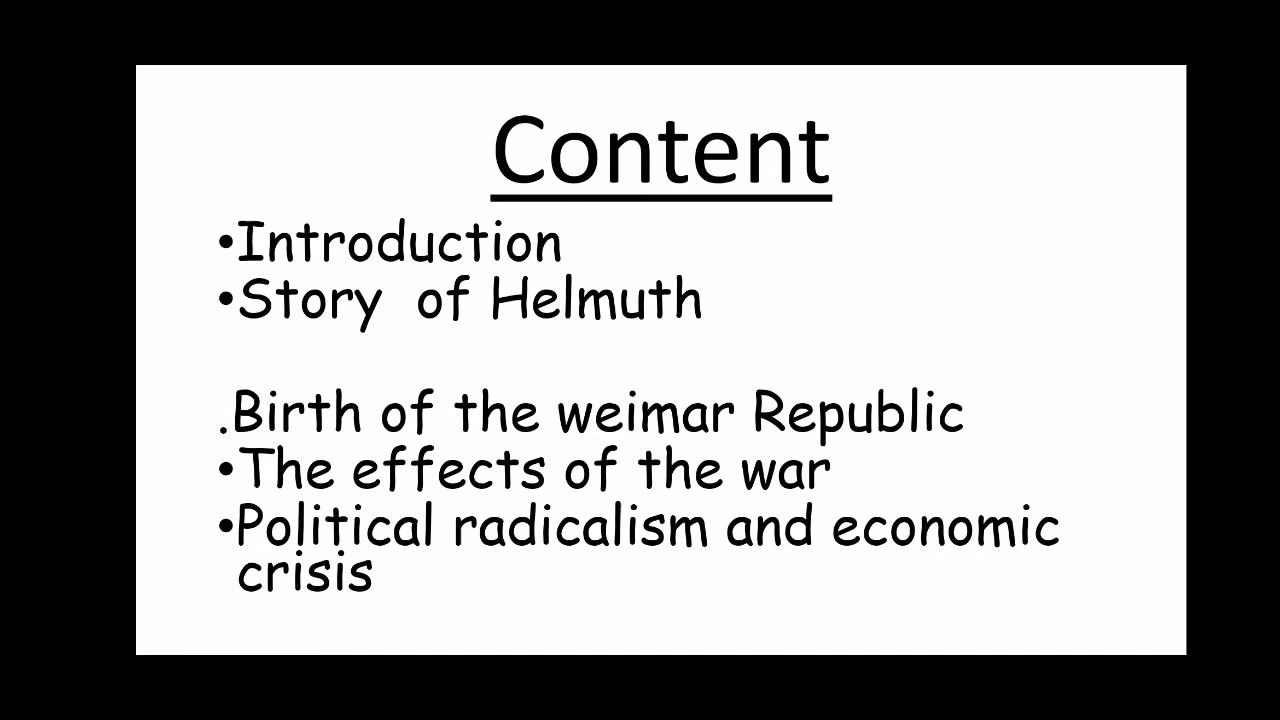 Content
•Introduction
•Story  of Helmuth
.Birth of the weimar Republic
•The effects of the war
•Political radicalism and economic
crisis